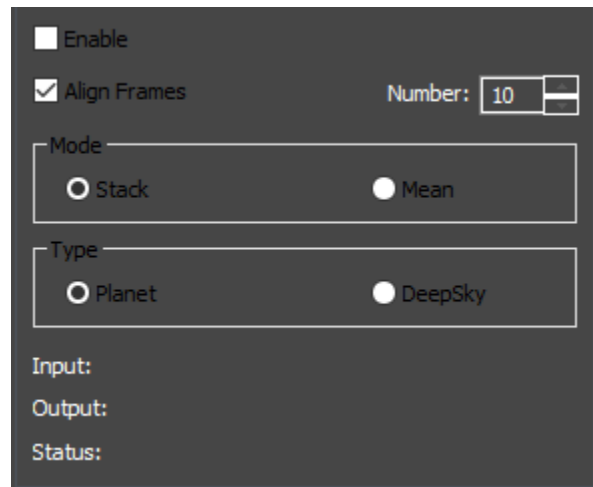 Enable
Align Frames Number: 10
Mode
Stack Mean
Type
Planet DeepSky
Input:
Output:
Status: